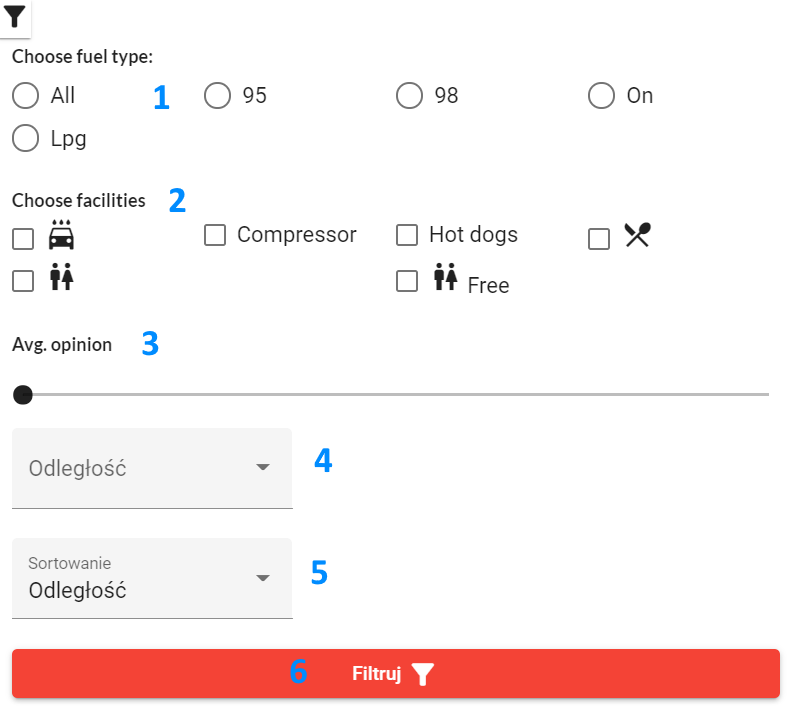 Choose fuel type:
All 1 95 98 On
Lpg
Choose facilities 2
Compressor Hot dogs
Free
Avg. opinion 3
Odległość 4
Sortowanie
Odległość 5
6 Filtruj